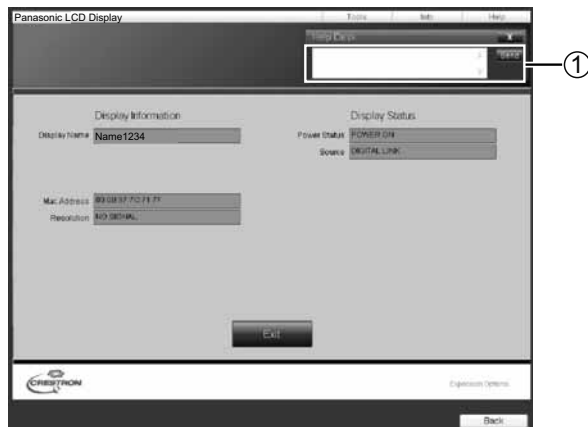 Panasonic LCD Display
Tools Info Help
Help Desk X
Send
①
Display Information Display Status
Display Name Name1234 Power Status POWER ON
Source DIGITAL LINK
Mac Address
Resolution NO SIGNAL
Exit
CRESTRON Expansion Options
Back